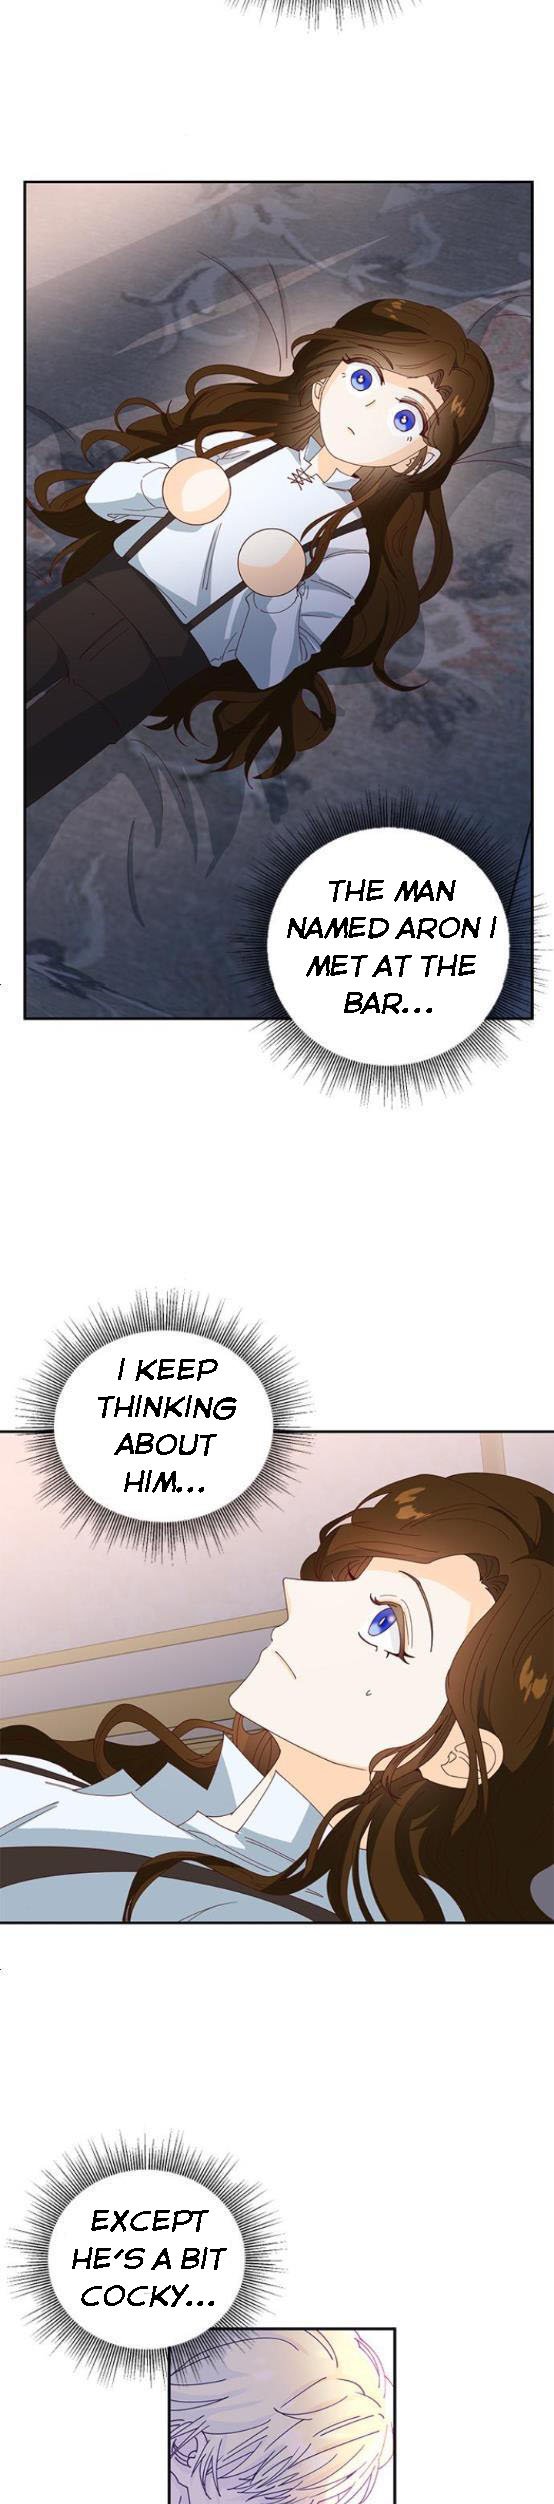 THE MAN
NAMED ARON I
MET AT THE
BAR...
I KEEP
THINKING
ABOUT
HIM...
EXCEPT
HE'S A BIT
COCKY...